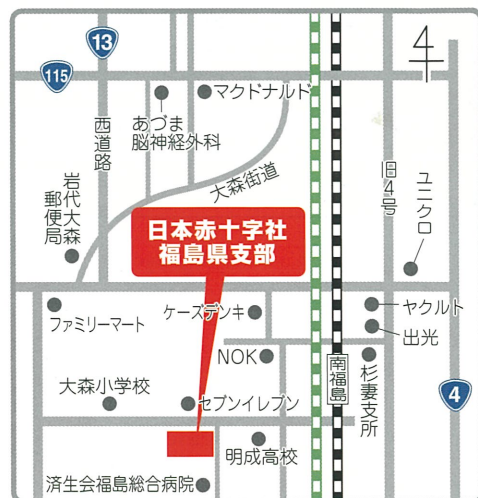 13
115
4
マクドナルド
あづま
脳神経外科
西道路
大森街道
岩代大森
郵便局
旧4号
ユニクロ
日本赤十字社
福島県支部
ファミリーマート
ケーズデンキ
ヤクルト
出光
NOK
南福島
杉妻支所
大森小学校
セブンイレブン
4
明成高校
済生会福島総合病院